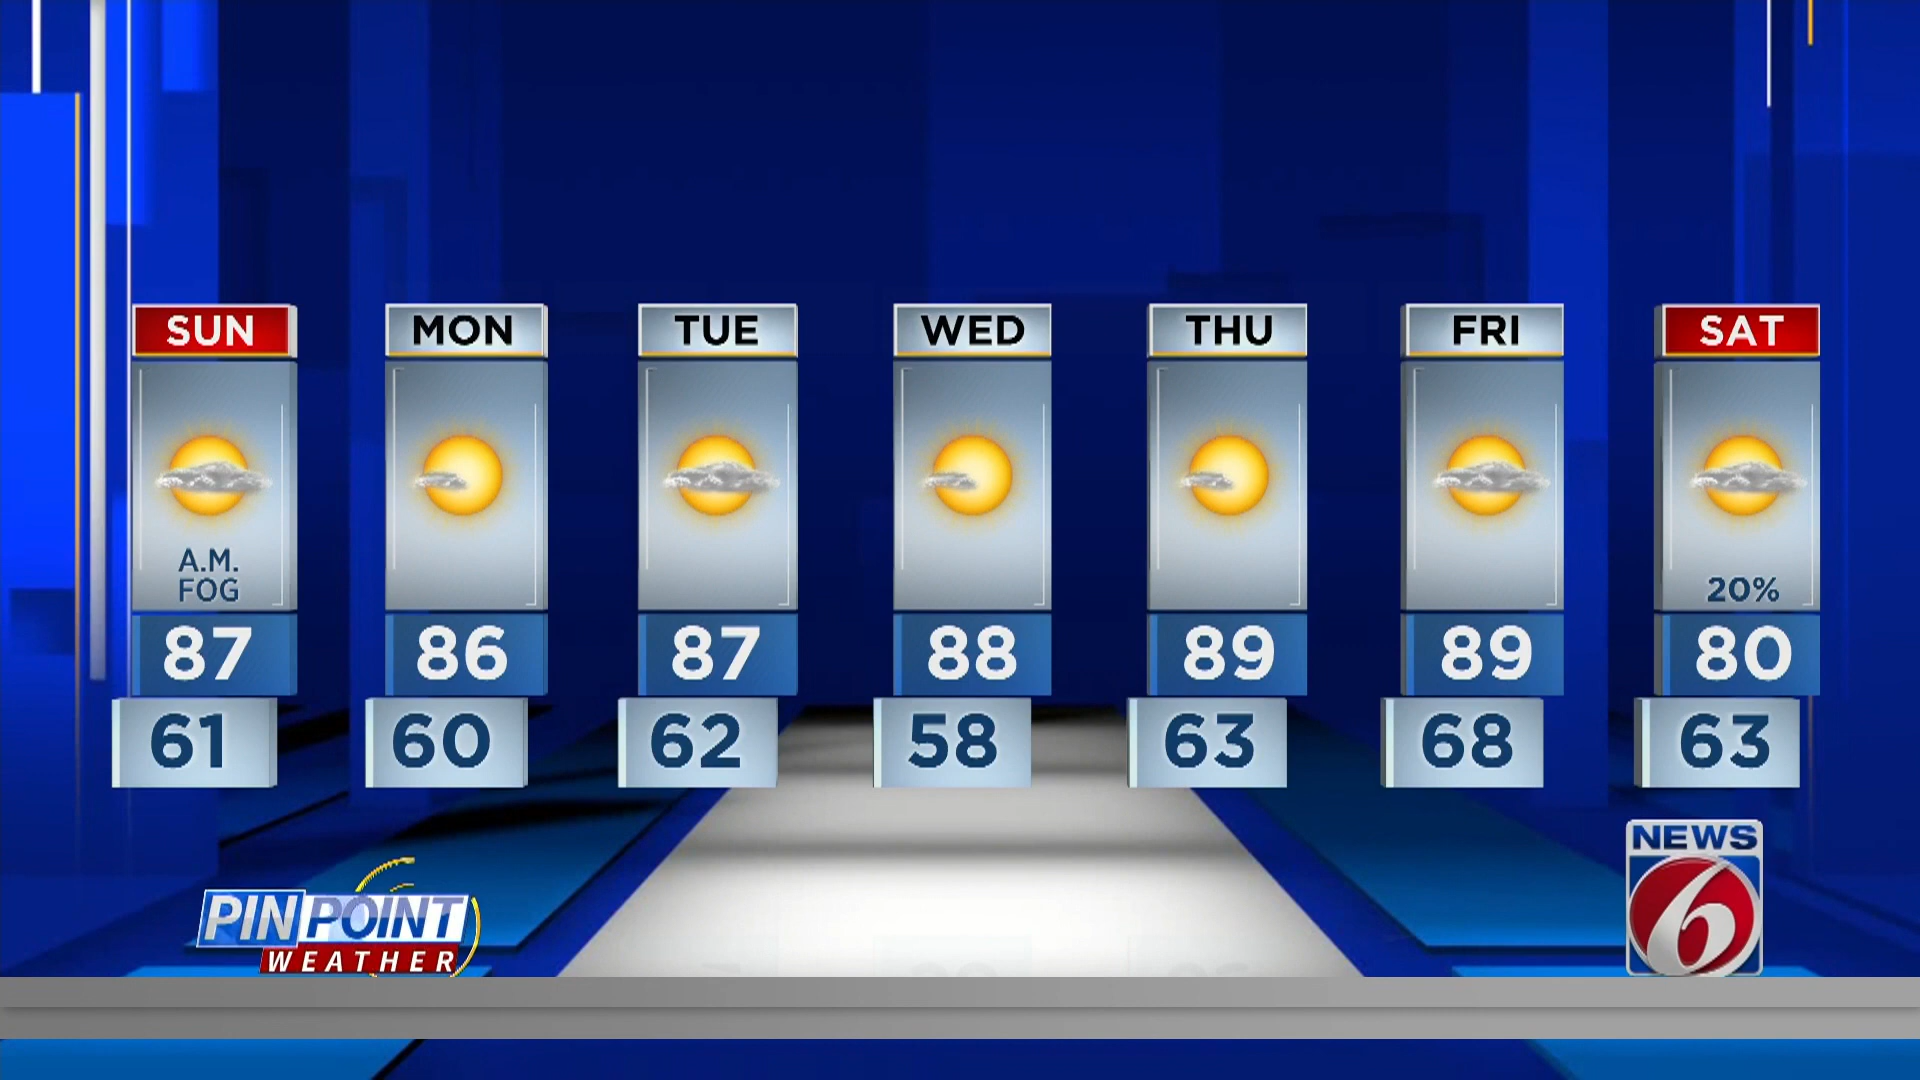 SUN MON TUE WED THU FRI SAT
A.M.
FOG
20%
87 86 87 88 89 89 80
61 60 62 58 63 68 63
NEWS
6
PINPOINT
WEATHER